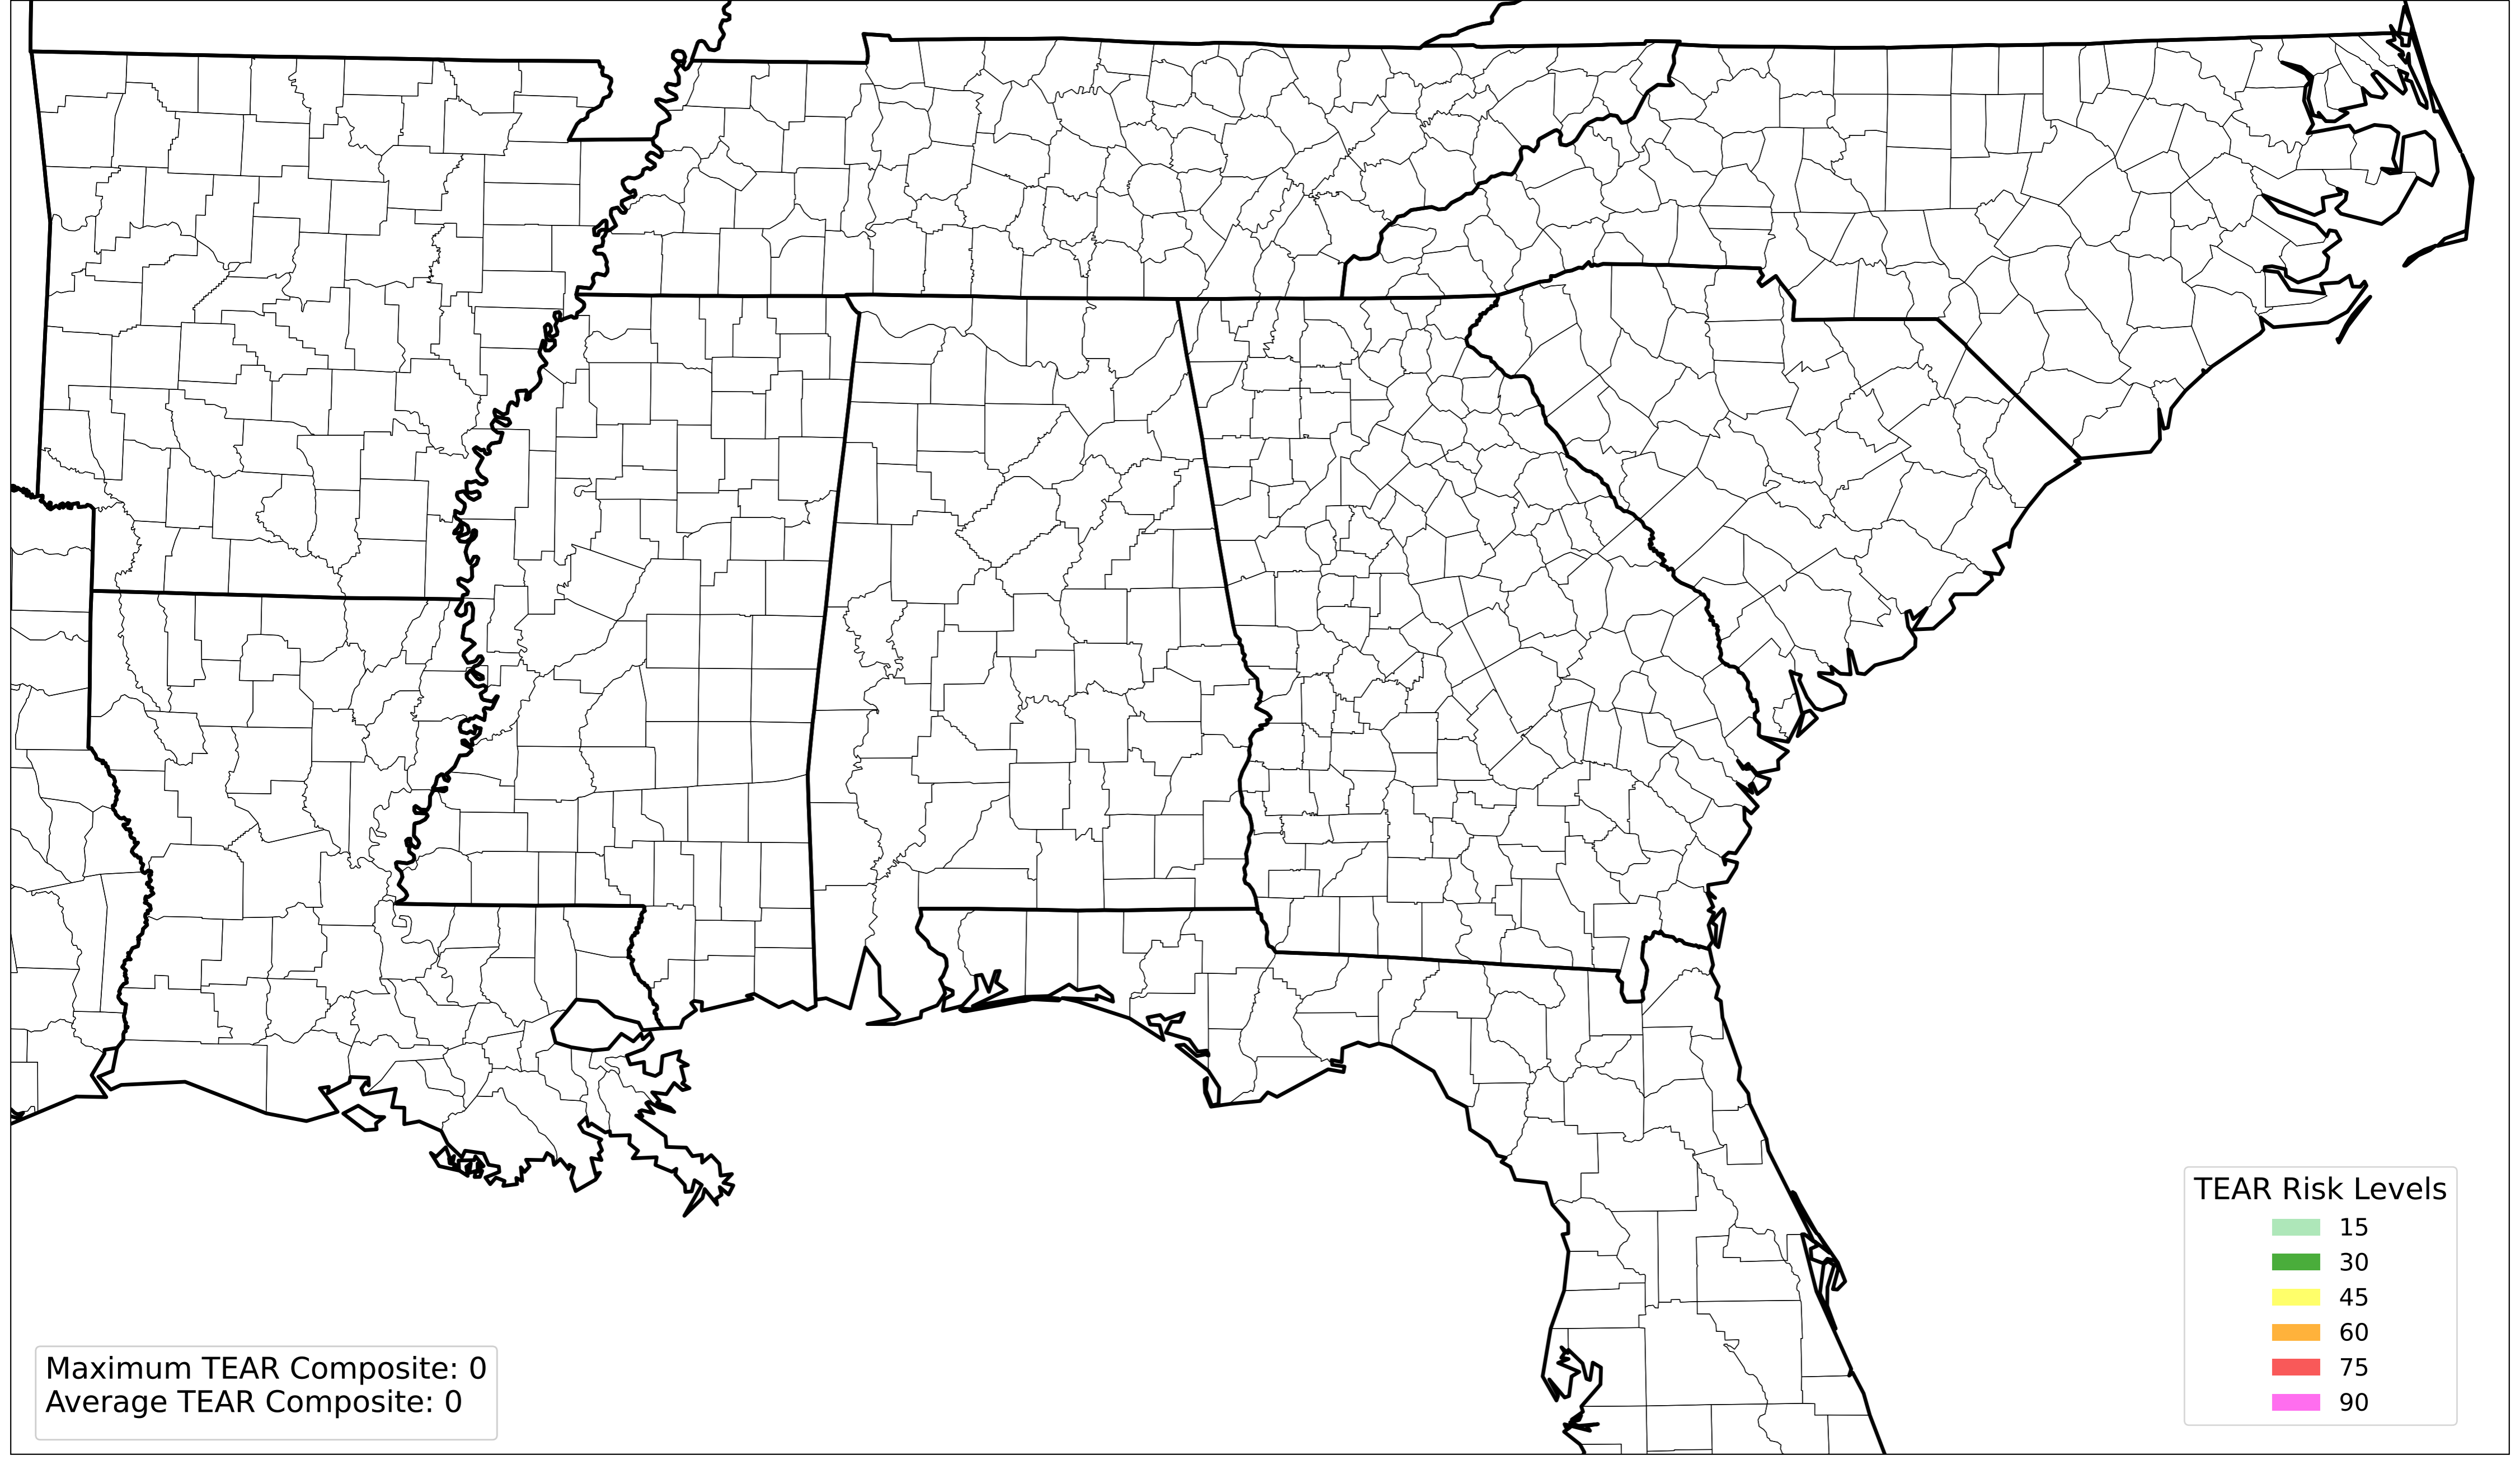 TEAR Risk Levels
15
30
45
60
75
90
Maximum TEAR Composite: 0
Average TEAR Composite: 0